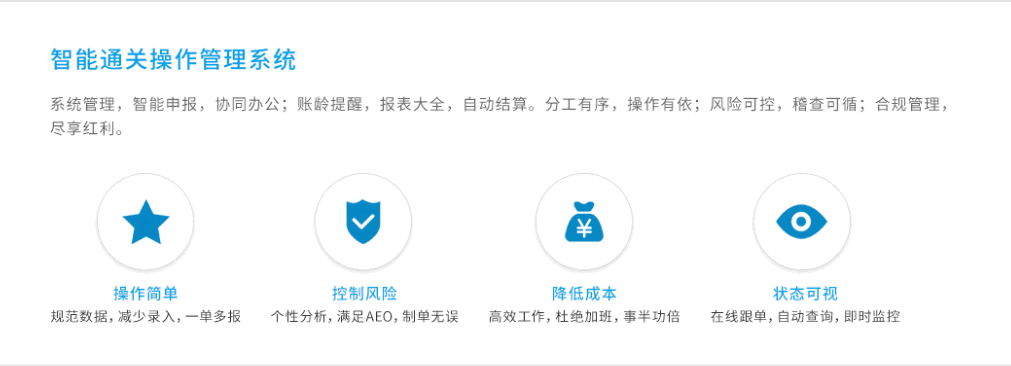 智能通关操作管理系统
系统管理，智能申报，协同办公；账龄提醒，报表大全，自动结算。分工有序，操作有依；风险可控，稽查可循；合规管理，
尽享红利。
¥
操作简单
控制风险
降低成本
状态可视
规范数据，减少录入，一单多报
个性分析，满足AEO，制单无误
高效工作，杜绝加班，事半功倍
在线跟单，自动查询，即时监控